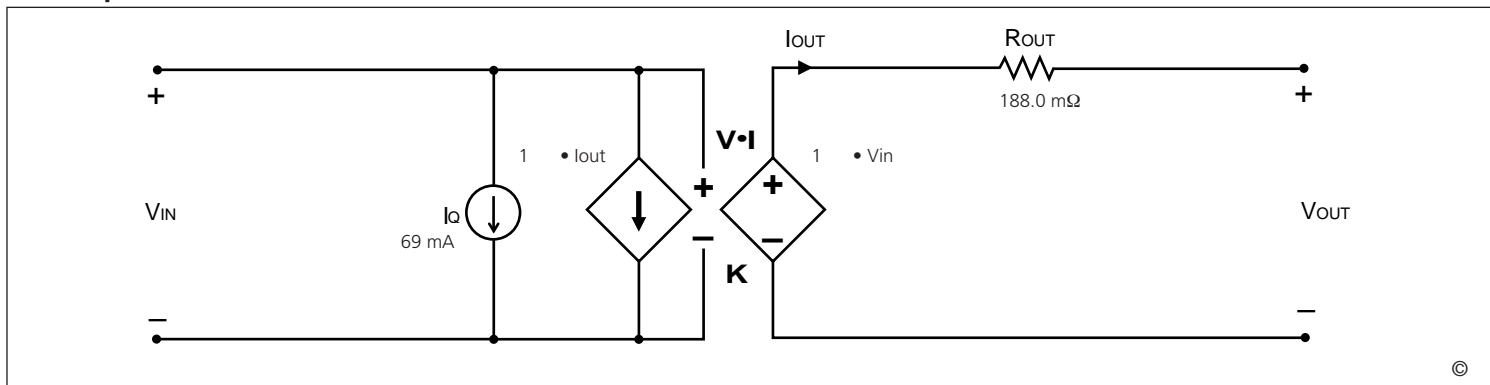 IOUT
ROUT
188.0 mΩ
+
+
V•I
1 • Iout
1 • Vin
+
+
VIN
IQ
69 mA
VOUT
–
–
K
–
–
©